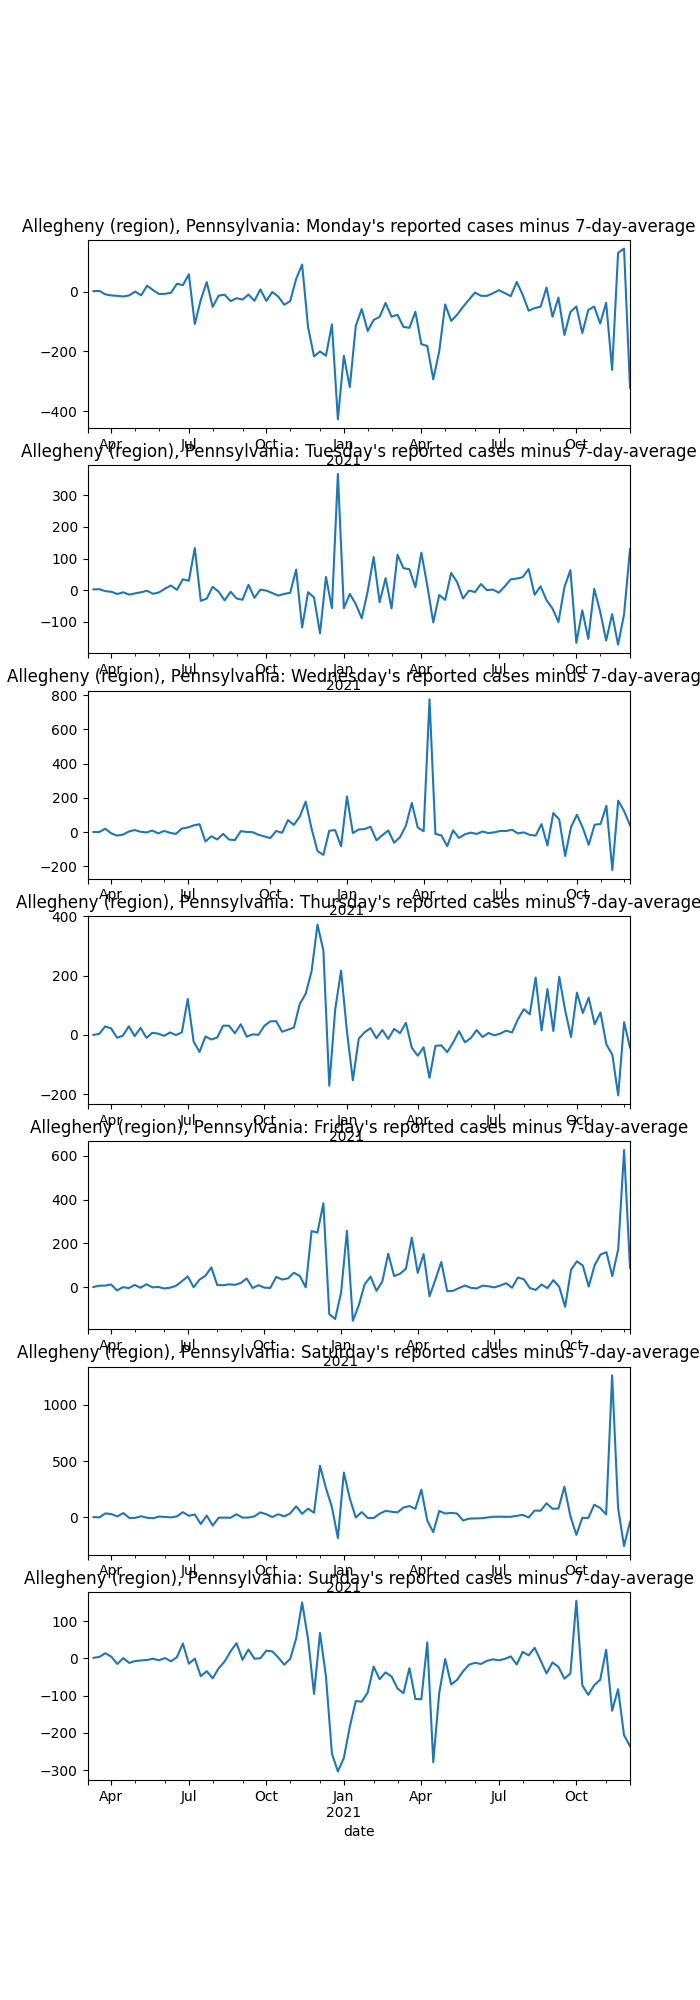 Allegheny (region), Pennsylvania: Monday's reported cases minus 7-day-average
0
−200
−400
Apr Jul Oct Jan Apr Jul Oct
2021
Allegheny (region), Pennsylvania: Tuesday's reported cases minus 7-day-average
300
200
100
0
−100
Apr Jul Oct Jan Apr Jul Oct
2021
Allegheny (region), Pennsylvania: Wednesday's reported cases minus 7-day-averag
800
600
400
200
0
−200
Apr Jul Oct Jan Apr Jul Oct
2021
Allegheny (region), Pennsylvania: Thursday's reported cases minus 7-day-average
400
200
0
−200
Apr Jul Oct Jan Apr Jul Oct
2021
Allegheny (region), Pennsylvania: Friday's reported cases minus 7-day-average
600
400
200
0
Apr Jul Oct Jan Apr Jul Oct
2021
Allegheny (region), Pennsylvania: Saturday's reported cases minus 7-day-average
1000
500
0
Apr Jul Oct Jan Apr Jul Oct
2021
Allegheny (region), Pennsylvania: Sunday's reported cases minus 7-day-average
100
0
−100
−200
−300
Apr Jul Oct Jan Apr Jul Oct
2021
date